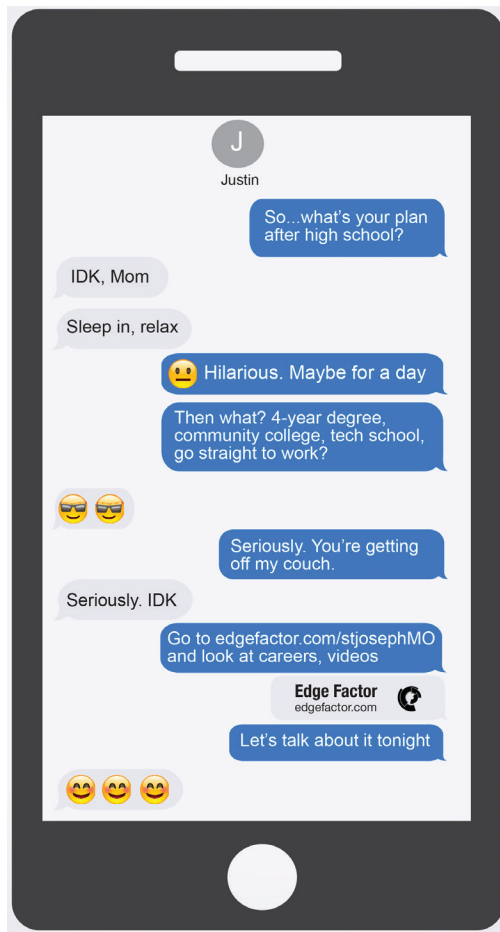 J
Justin
So...what's your plan
after high school?
IDK, Mom
Sleep in, relax
😐 Hilarious. Maybe for a day
Then what? 4-year degree,
community college, tech school,
go straight to work?
😎 😎
Seriously. You're getting
off my couch.
Seriously. IDK
Go to edgefactor.com/stjosephMO
and look at careers, videos
Edge Factor
edgefactor.com
Let's talk about it tonight
😊 😊 😊